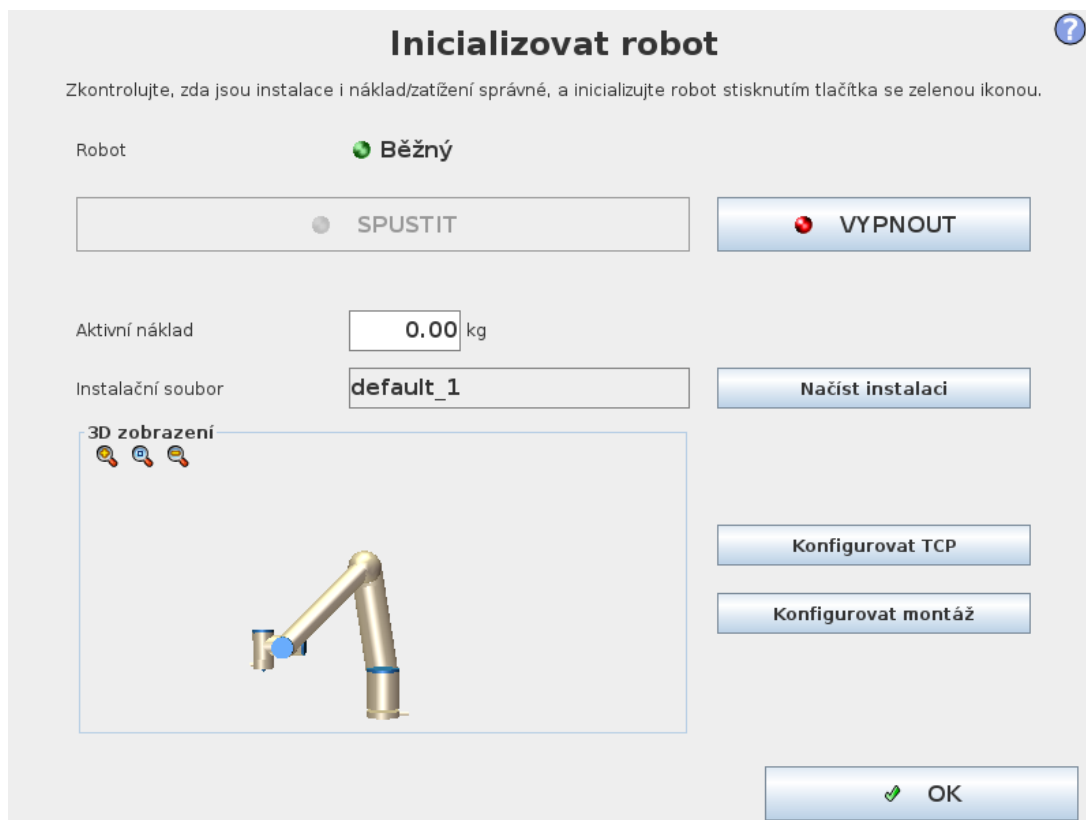 Inicializovat robot
?
Zkontrolujte, zda jsou instalace i náklad/zatížení správné, a inicializujte robot stisknutím tlačítka se zelenou ikonou.
Robot
Běžný
SPUSTIT
VYPNOUT
Aktivní náklad
0.00 kg
Instalační soubor
default_1
Načíst instalaci
3D zobrazení
Konfigurovat TCP
Konfigurovat montáž
OK